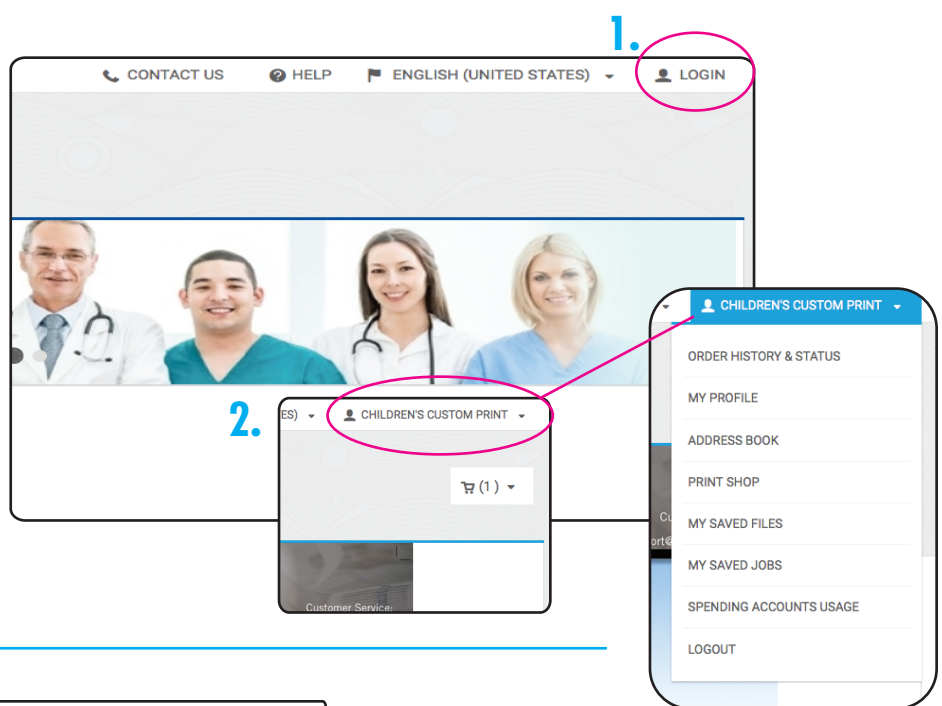 1.
CONTACT US HELP ENGLISH (UNITED STATES) LOGIN
2.
ES) CHILDREN'S CUSTOM PRINT
(1)
Customer Service:
CHILDREN'S CUSTOM PRINT
ORDER HISTORY & STATUS
MY PROFILE
ADDRESS BOOK
PRINT SHOP
MY SAVED FILES
Cu
ort@
MY SAVED JOBS
SPENDING ACCOUNTS USAGE
LOGOUT